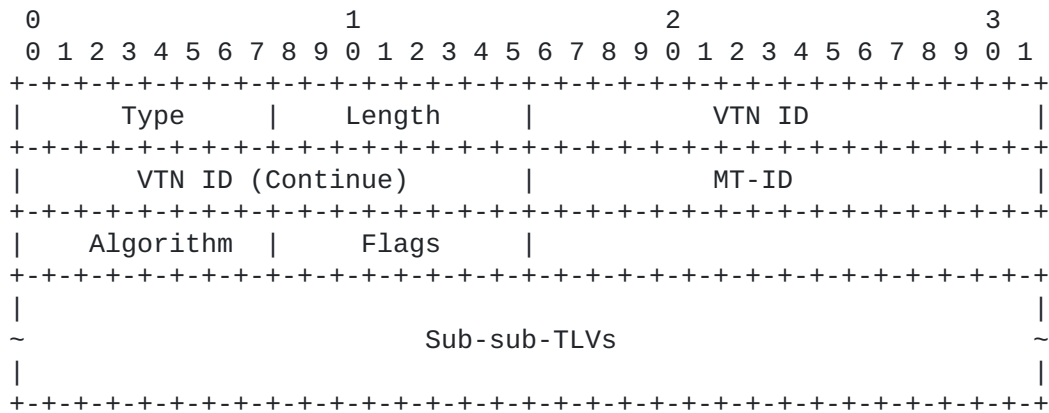 0                   1                   2                   3
 0 1 2 3 4 5 6 7 8 9 0 1 2 3 4 5 6 7 8 9 0 1 2 3 4 5 6 7 8 9 0 1
+-+-+-+-+-+-+-+-+-+-+-+-+-+-+-+-+-+-+-+-+-+-+-+-+-+-+-+-+-+-+-+-+
|      Type     |    Length     |           VTN ID              |
+-+-+-+-+-+-+-+-+-+-+-+-+-+-+-+-+-+-+-+-+-+-+-+-+-+-+-+-+-+-+-+-+
|       VTN ID (Continue)       |           MT-ID               |
+-+-+-+-+-+-+-+-+-+-+-+-+-+-+-+-+-+-+-+-+-+-+-+-+-+-+-+-+-+-+-+-+
|    Algorithm  |     Flags     |
+-+-+-+-+-+-+-+-+-+-+-+-+-+-+-+-+-+-+-+-+-+-+-+-+-+-+-+-+-+-+-+-+
|                                                               |
~                         Sub-sub-TLVs                          ~
|                                                               |
+-+-+-+-+-+-+-+-+-+-+-+-+-+-+-+-+-+-+-+-+-+-+-+-+-+-+-+-+-+-+-+-+